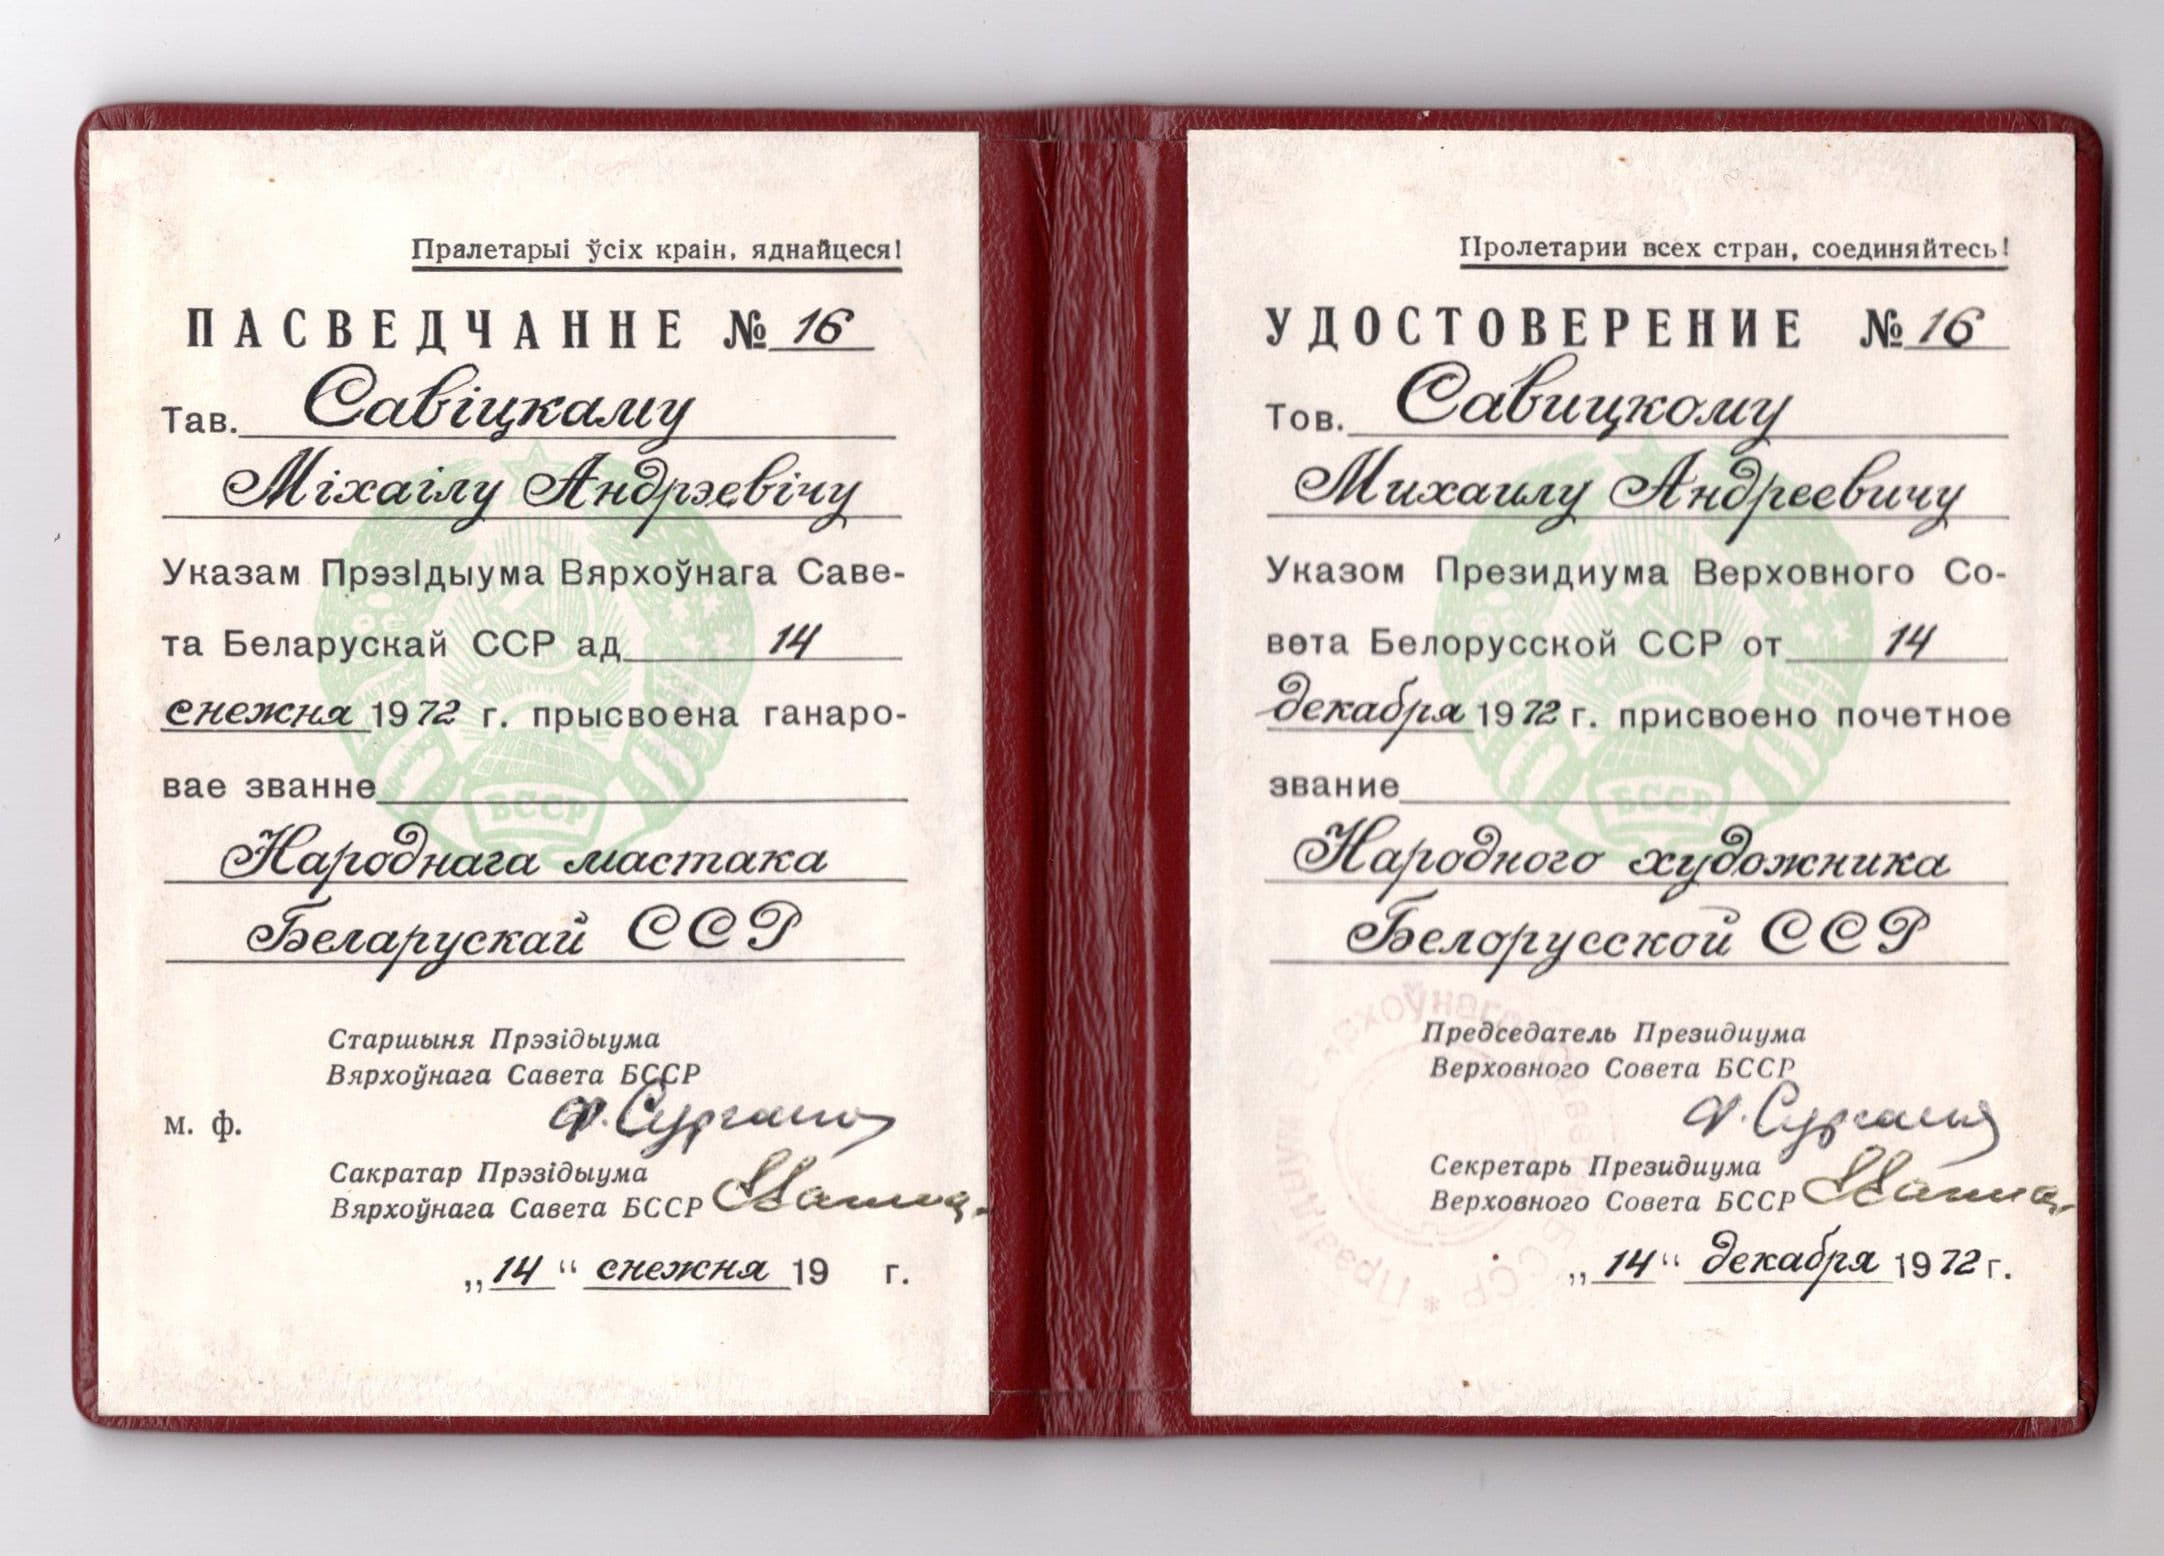 Пралетарыі ўсіх краін, яднайцеся!
ПАСВЕДЧАННЕ № 16
Тав. Савіцкаму
Міхаілу Андрэевічу
Указам Прэзідыума Вярхоўнага Саве-
та Беларускай ССР ад 14
снежня 1972 г. прысвоена ганаро-
вае званне
Народнага мастака
Беларускай ССР
БССР
Старшыня Прэзідыума
Вярхоўнага Савета БССР
Ф. Сурганов
м. ф.
Сакратар Прэзідыума
Вярхоўнага Савета БССР
„14“ снежня 19 г.
Пролетарии всех стран, соединяйтесь!
УДОСТОВЕРЕНИЕ № 16
Тов. Савицкому
Михаилу Андреевичу
Указом Президиума Верховного Со-
вета Белорусской ССР от 14
декабря 1972 г. присвоено почетное
звание
Народного художника
Белорусской ССР
БССР
Председатель Президиума
Верховного Совета БССР
Ф. Сурганов
Секретарь Президиума
Верховного Совета БССР
„14“ декабря 1972 г.